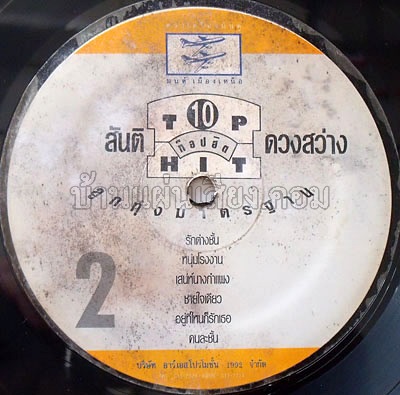 มนต์เมืองเหนือ
TOP
10
สันติ ท็อปฮิต ดวงสว่าง
HIT
ลูกทุ่งมาตรฐาน
บ้านแผ่นเสียง.คอม
รักต่างชั้น
หนุ่มโรงงาน
เสน่ห์นางกำแพง
ชายใจเดียว
อยู่ที่ไหนก็รักเธอ
คนละชั้น
2
บริษัท อาร์เอสโปรโมชั่น 1992 จำกัด